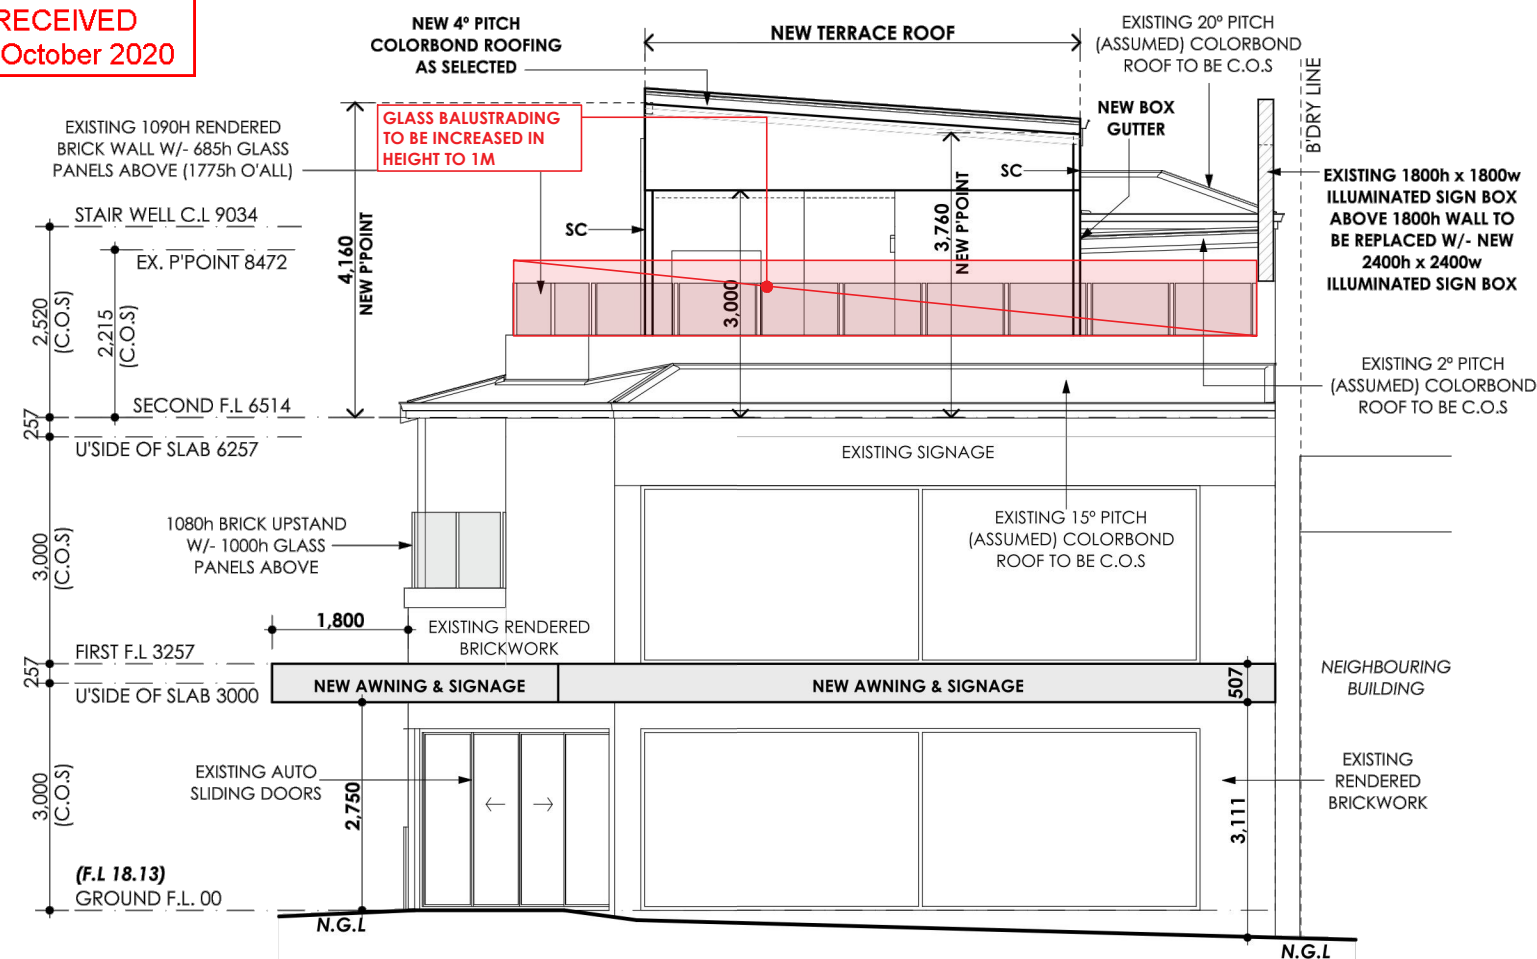 RECEIVED
October 2020
NEW 4º PITCH
COLORBOND ROOFING
AS SELECTED
NEW TERRACE ROOF
EXISTING 20º PITCH
(ASSUMED) COLORBOND
ROOF TO BE C.O.S
B'DRY LINE
NEW BOX
GUTTER
GLASS BALUSTRADING
TO BE INCREASED IN
HEIGHT TO 1M
EXISTING 1090H RENDERED
BRICK WALL W/- 685h GLASS
PANELS ABOVE (1775h O'ALL)
SC
SC
EXISTING 1800h x 1800w
ILLUMINATED SIGN BOX
ABOVE 1800h WALL TO
BE REPLACED W/- NEW
2400h x 2400w
ILLUMINATED SIGN BOX
STAIR WELL C.L 9034
EX. P'POINT 8472
4,160
NEW P'POINT
3,760
NEW P'POINT
3,000
2,520
(C.O.S)
2,215
(C.O.S)
EXISTING 2º PITCH
(ASSUMED) COLORBOND
ROOF TO BE C.O.S
SECOND F.L 6514
257
U'SIDE OF SLAB 6257
EXISTING SIGNAGE
1080h BRICK UPSTAND
W/- 1000h GLASS
PANELS ABOVE
EXISTING 15º PITCH
(ASSUMED) COLORBOND
ROOF TO BE C.O.S
3,000
(C.O.S)
1,800
EXISTING RENDERED
BRICKWORK
FIRST F.L 3257
257
U'SIDE OF SLAB 3000
NEW AWNING & SIGNAGE
NEW AWNING & SIGNAGE
507
NEIGHBOURING
BUILDING
EXISTING AUTO
SLIDING DOORS
2,750
3,000
(C.O.S)
3,111
EXISTING
RENDERED
BRICKWORK
(F.L 18.13)
GROUND F.L. 00
N.G.L
N.G.L